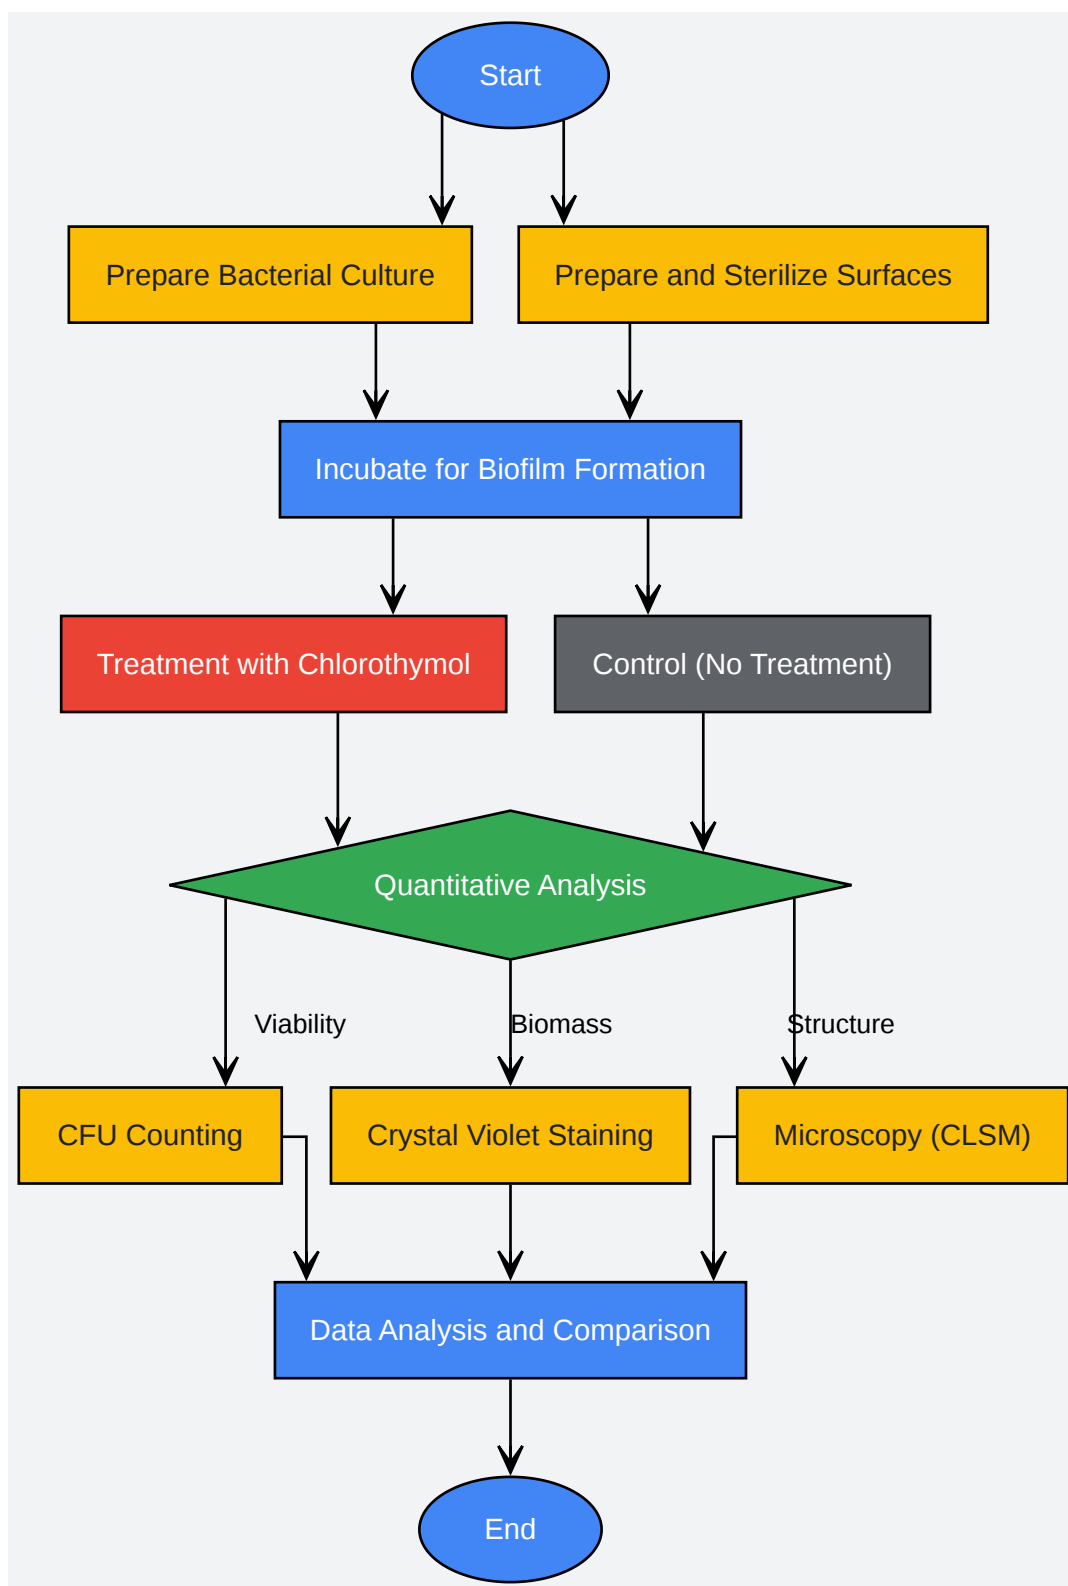 Start
Prepare Bacterial Culture
Prepare and Sterilize Surfaces
Incubate for Biofilm Formation
Treatment with Chlorothymol
Control (No Treatment)
Quantitative Analysis
Viability
Biomass
Structure
CFU Counting
Crystal Violet Staining
Microscopy (CLSM)
Data Analysis and Comparison
End